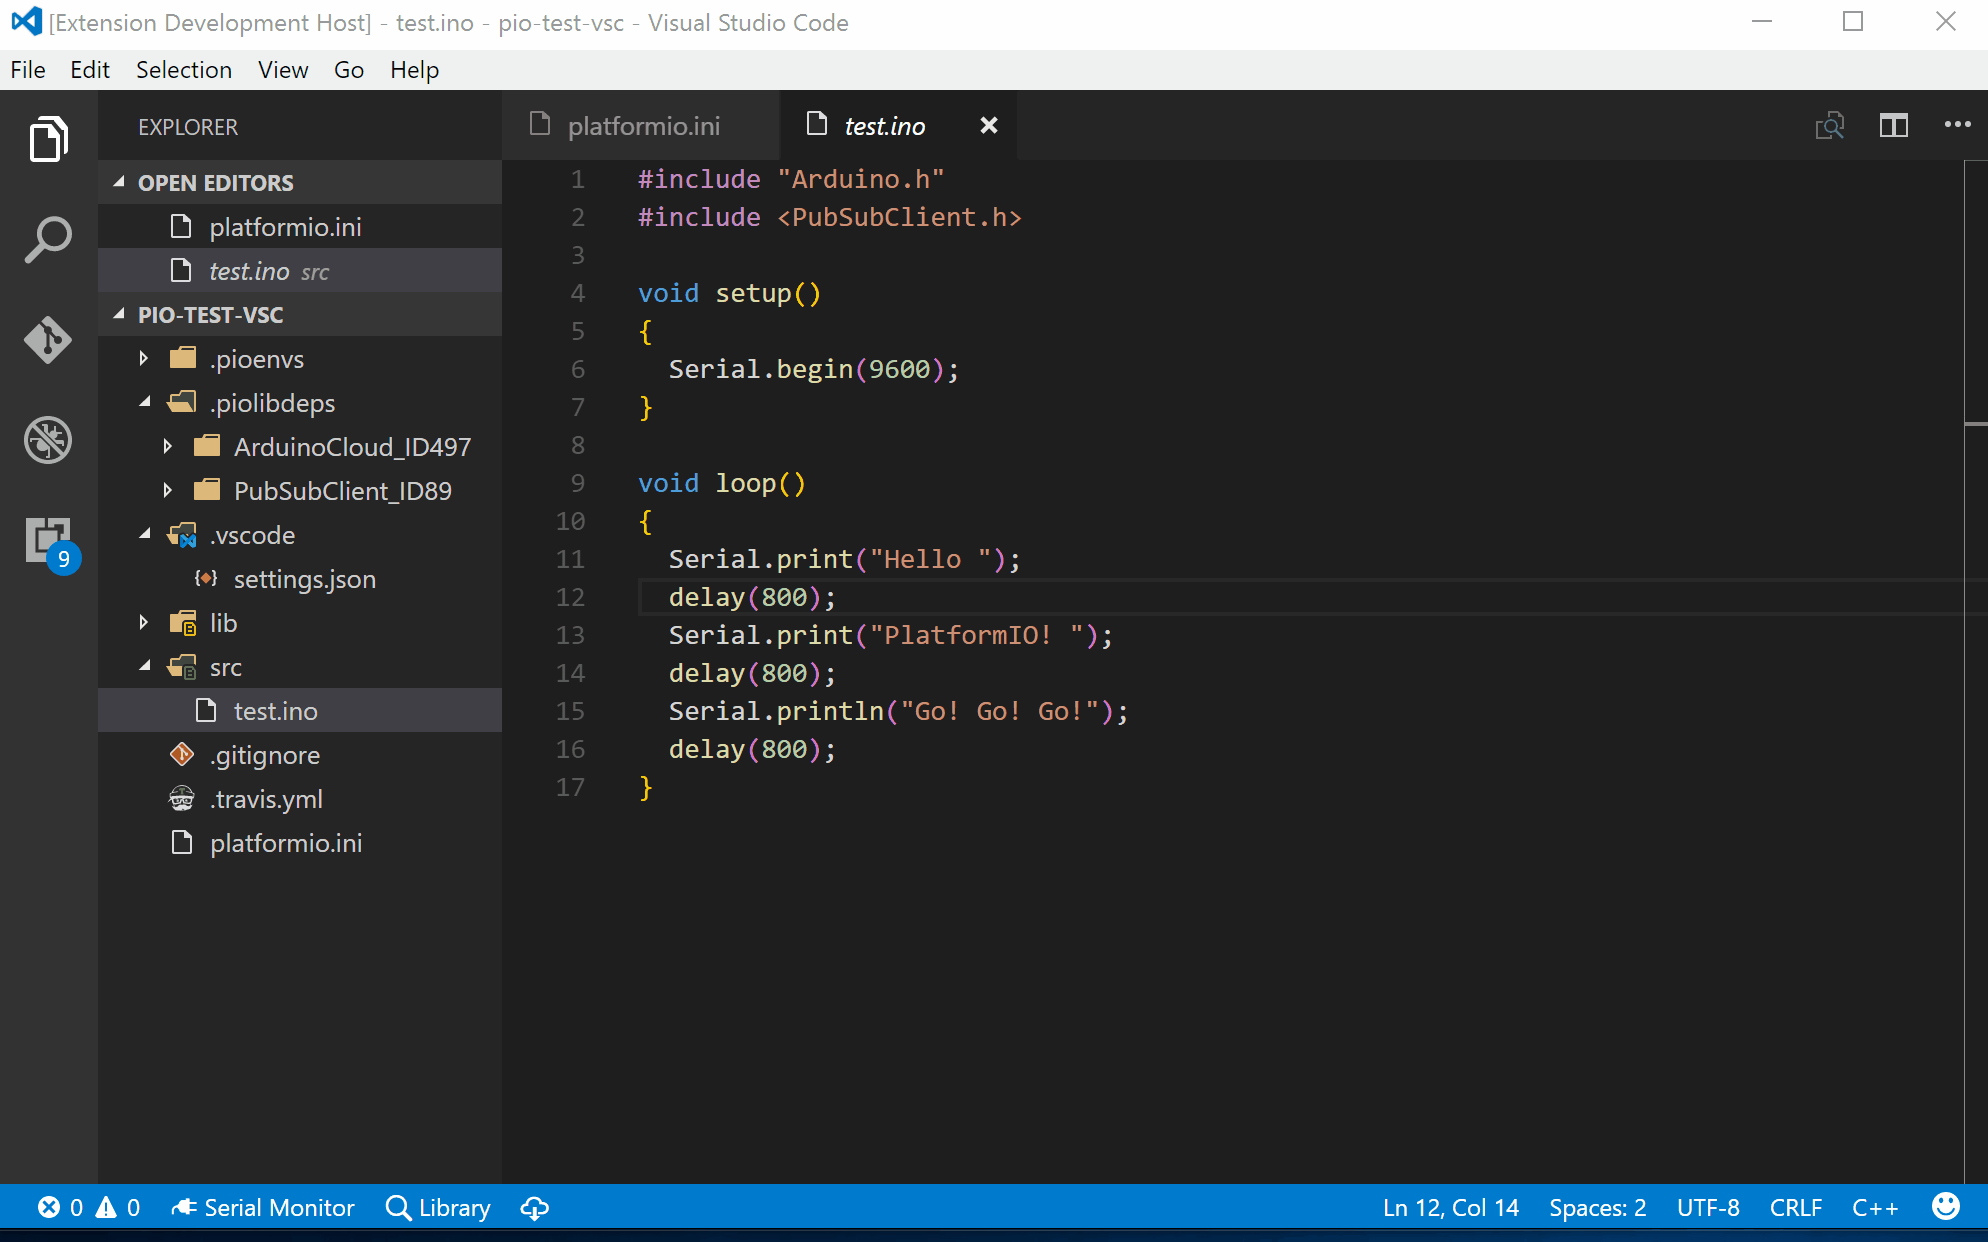 [Extension Development Host] - test.ino - pio-test-vsc - Visual Studio Code
File Edit Selection View Go Help
EXPLORER
OPEN EDITORS
platformio.ini
test.ino src
PIO-TEST-VSC
.pioenvs
.piolibdeps
ArduinoCloud_ID497
PubSubClient_ID89
.vscode
settings.json
lib
src
test.ino
.gitignore
.travis.yml
platformio.ini
9
platformio.ini test.ino
1 #include "Arduino.h"
2 #include <PubSubClient.h>
3
4 void setup()
5 {
6   Serial.begin(9600);
7 }
8
9 void loop()
10 {
11   Serial.print("Hello ");
12   delay(800);
13   Serial.print("PlatformIO! ");
14   delay(800);
15   Serial.println("Go! Go! Go!");
16   delay(800);
17 }
0 0 Serial Monitor Library Ln 12, Col 14 Spaces: 2 UTF-8 CRLF C++